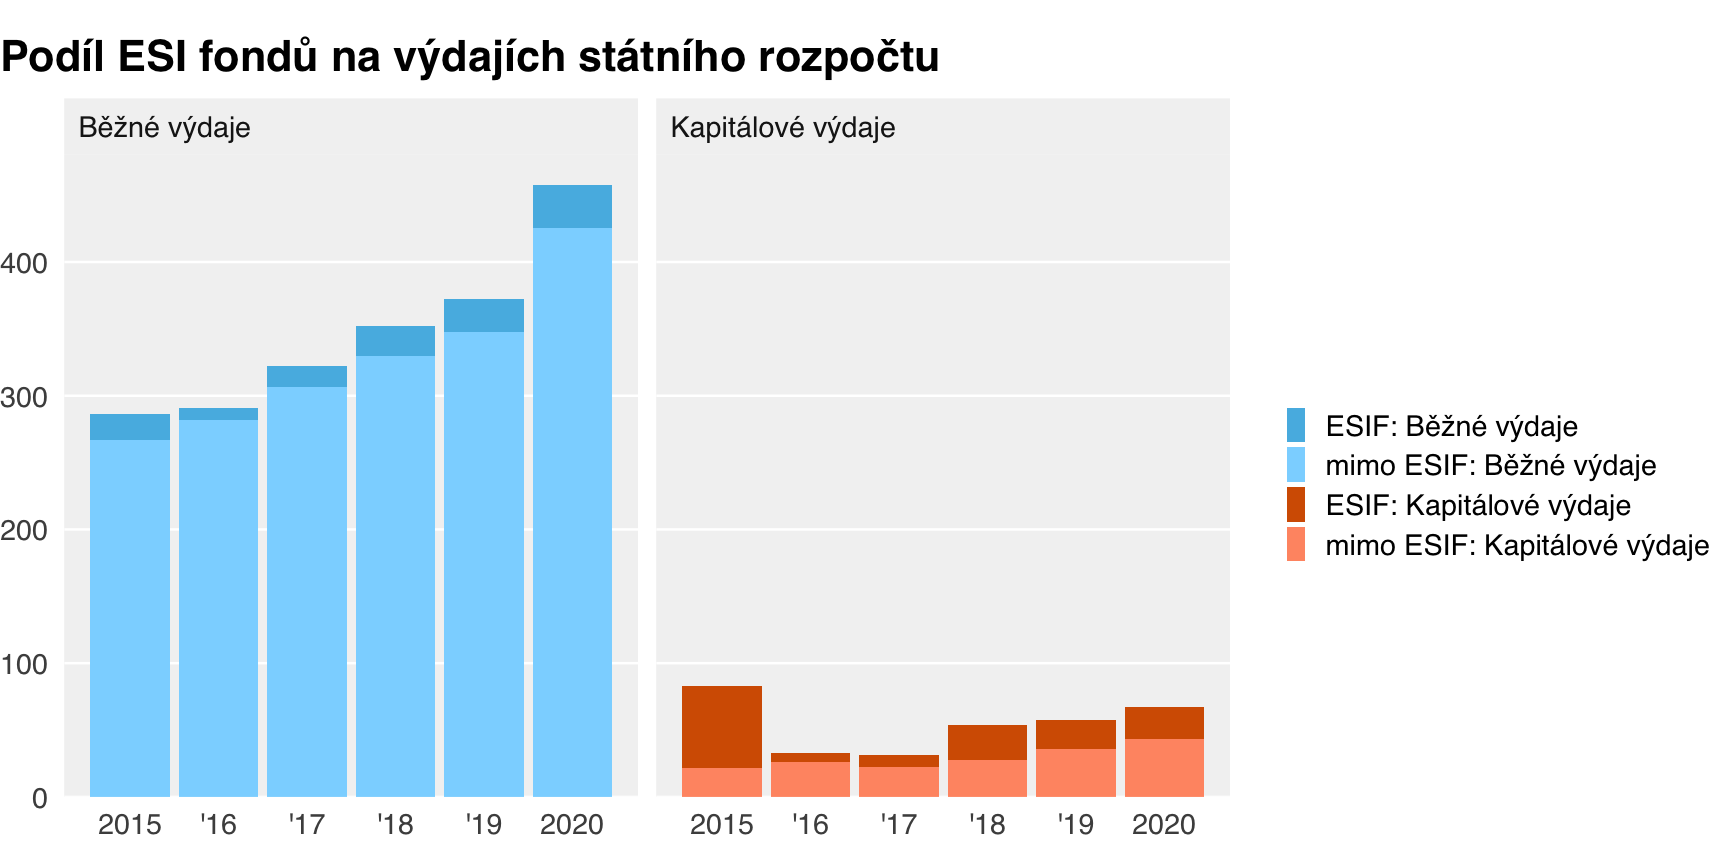 Podíl ESI fondů na výdajích státního rozpočtu
Běžné výdaje
Kapitálové výdaje
400
300
200
100
0
2015 '16 '17 '18 '19 2020
2015 '16 '17 '18 '19 2020
ESIF: Běžné výdaje
mimo ESIF: Běžné výdaje
ESIF: Kapitálové výdaje
mimo ESIF: Kapitálové výdaje